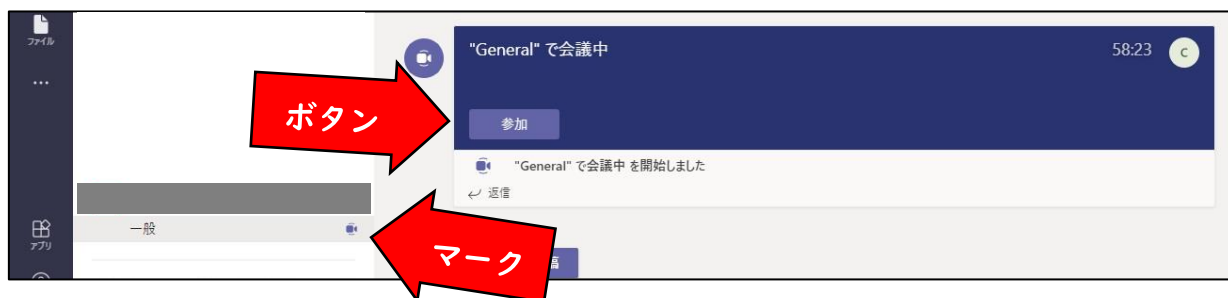 ファイル
"General" で会議中
58:23
C
ボタン
参加
"General" で会議中 を開始しました
返信
一般
アプリ
マーク
稿